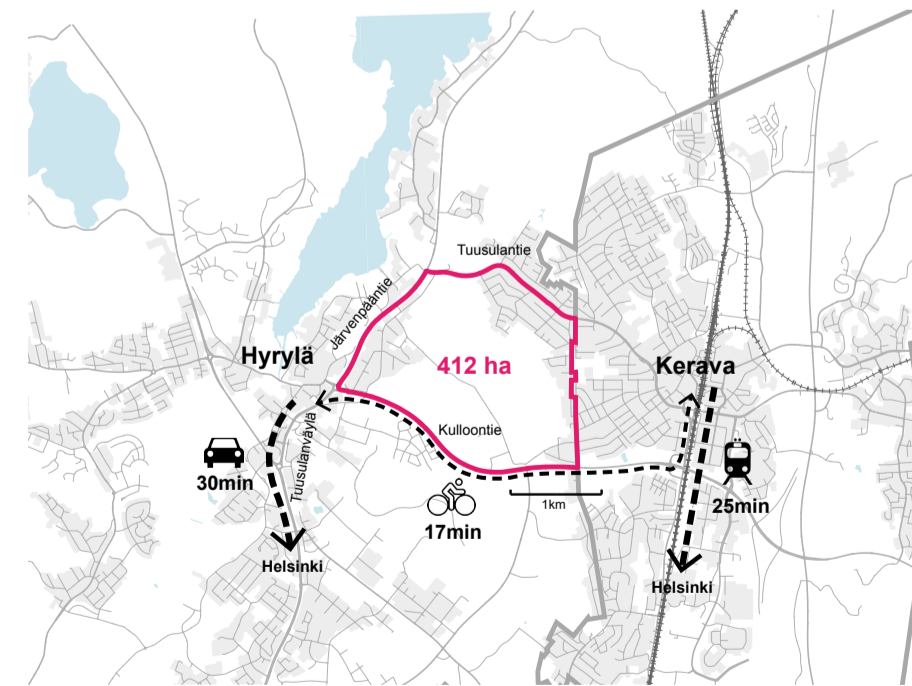 Tuusulantie
Järvenpääntie
Hyrylä
412 ha
Kerava
Kulloontie
Tuusulanväylä
30min
1km
25min
17min
Helsinki
Helsinki